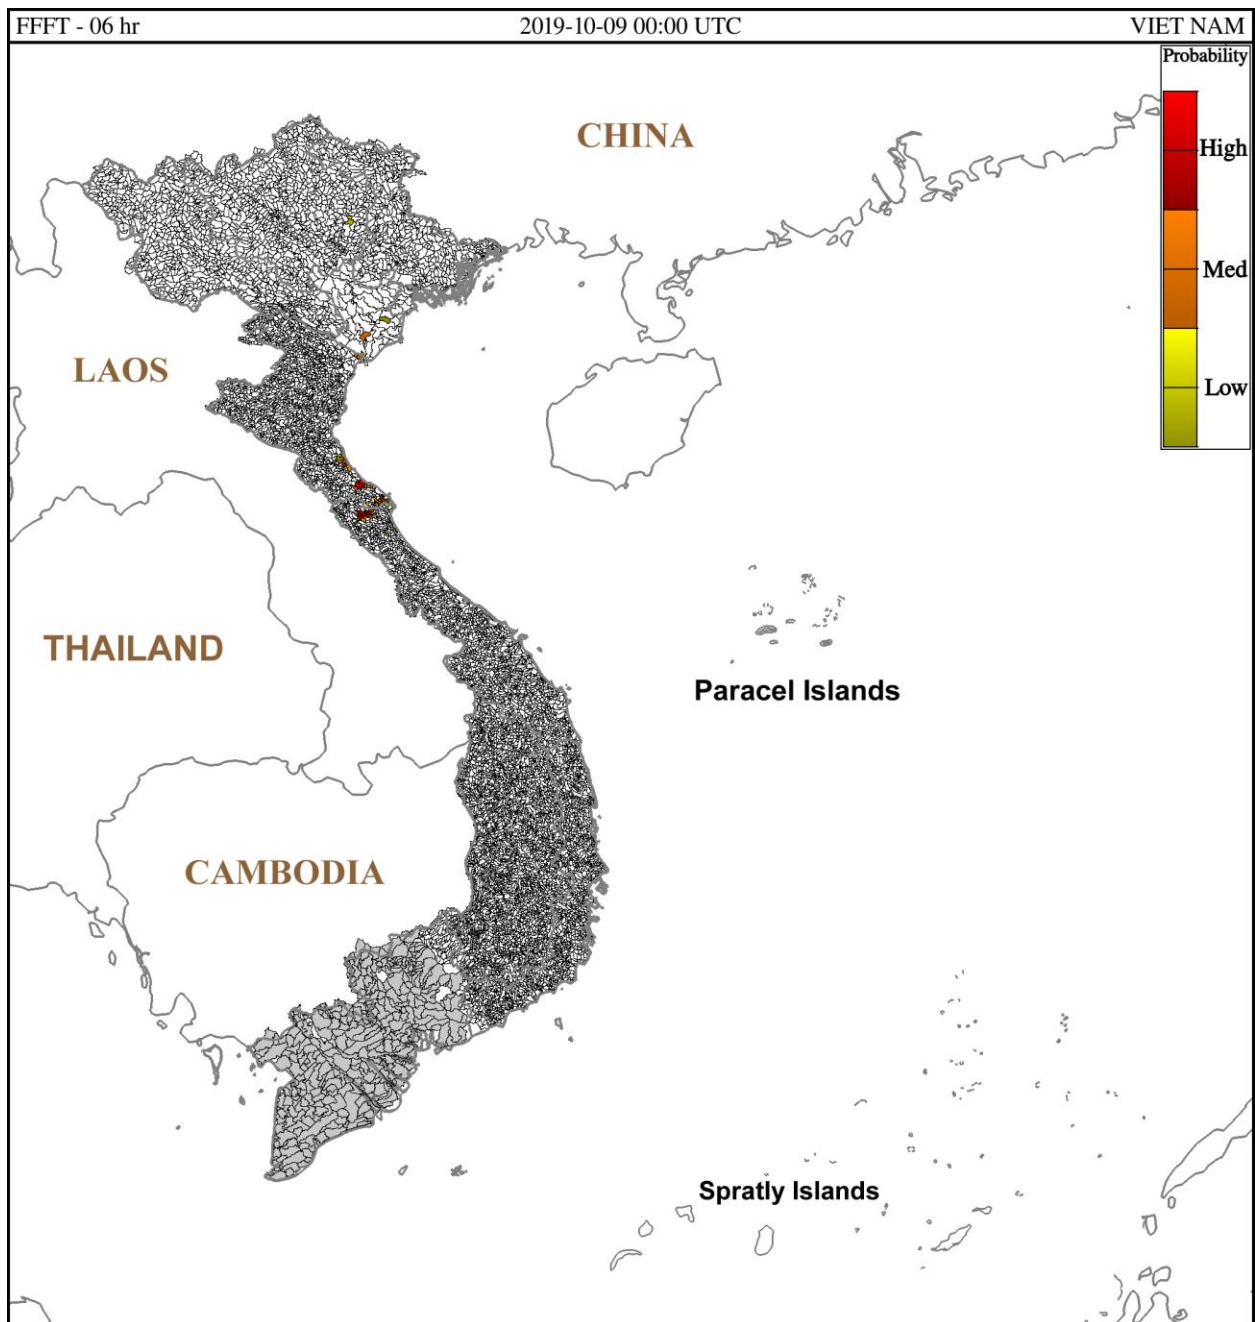 FFFT - 06 hr
2019-10-09 00:00 UTC
VIET NAM
Probability
High
Med
Low
CHINA
LAOS
THAILAND
Paracel Islands
CAMBODIA
Spratly Islands